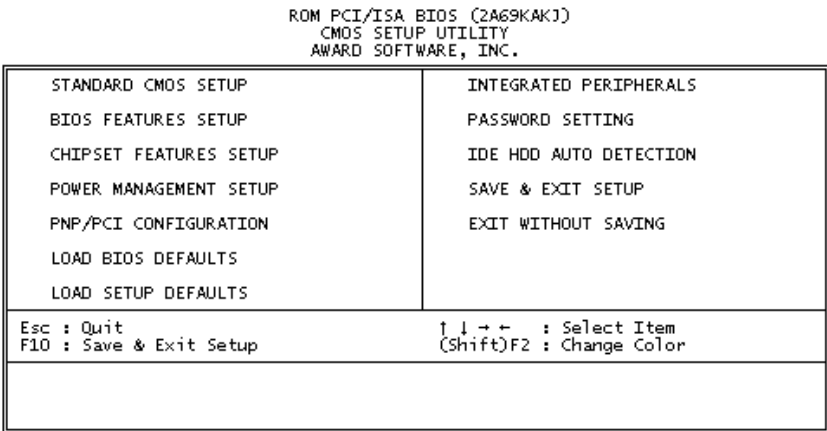 ROM PCI/ISA BIOS (2A69KAKJ)
CMOS SETUP UTILITY
AWARD SOFTWARE, INC.
STANDARD CMOS SETUP
BIOS FEATURES SETUP
CHIPSET FEATURES SETUP
POWER MANAGEMENT SETUP
PNP/PCI CONFIGURATION
LOAD BIOS DEFAULTS
LOAD SETUP DEFAULTS
INTEGRATED PERIPHERALS
PASSWORD SETTING
IDE HDD AUTO DETECTION
SAVE & EXIT SETUP
EXIT WITHOUT SAVING
Esc : Quit
F10 : Save & Exit Setup
↑ ↓ → ← : Select Item
(Shift)F2 : Change Color